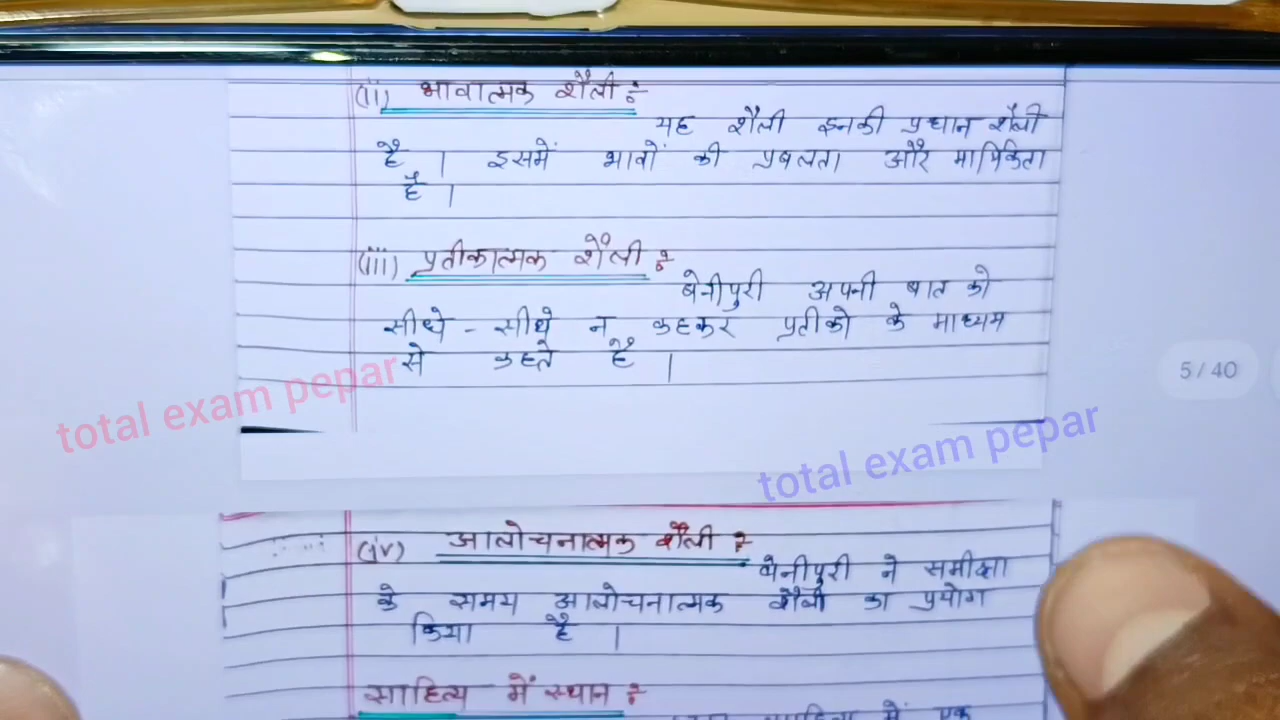 (ii) भावात्मक शैली :-
यह शैली इनकी प्रधान शैली
है । इसमें भावों की प्रबलता और मार्मिकता
है ।
(iii) प्रतीकात्मक शैली :-
बेनीपुरी अपनी बात को
सीधे - सीधे न कहकर प्रतीको के माध्यम
से कहते है ।
total exam pepar
5 / 40
total exam pepar
(iv) आलोचनात्मक शैली :-
बेनीपुरी ने समीक्षा
के समय आलोचनात्मक शैली का प्रयोग
किया है ।
साहित्य में स्थान :-
में एक